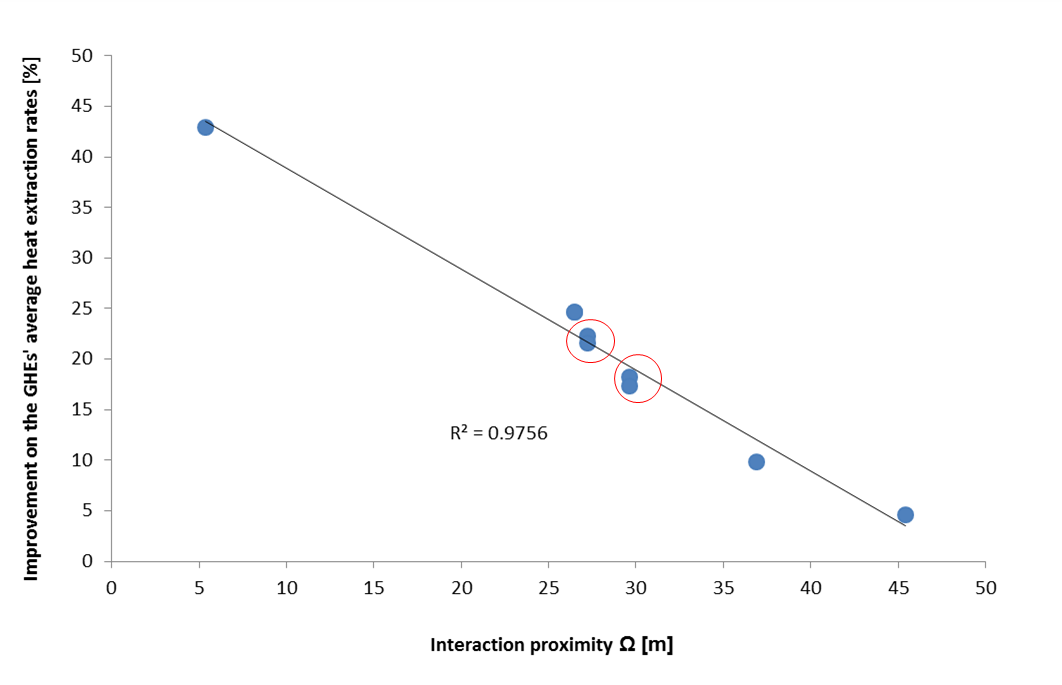 Improvement on the GHEs' average heat extraction rates [%]
50
45
40
35
30
25
20
15
10
5
0
R² = 0.9756
0 5 10 15 20 25 30 35 40 45 50
Interaction proximity Ω [m]